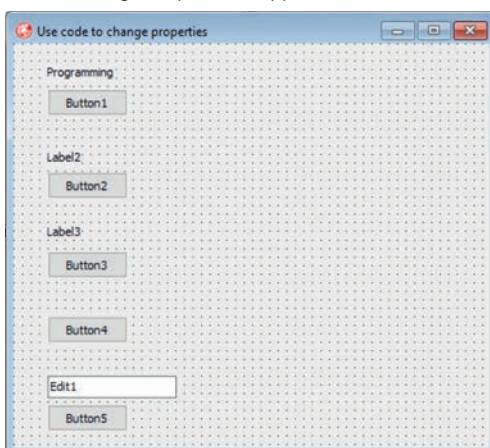 Use code to change properties
Programming
Button1
Label2
Button2
Label3
Button3
Button4
Edit1
Button5